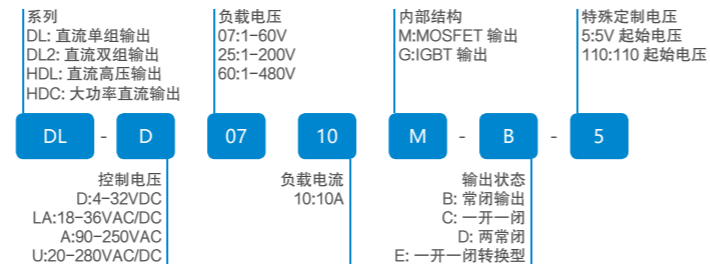 系列
DL: 直流单组输出
DL2: 直流双组输出
HDL: 直流高压输出
HDC: 大功率直流输出
负载电压
07:1-60V
25:1-200V
60:1-480V
内部结构
M:MOSFET 输出
G:IGBT 输出
特殊定制电压
5:5V 起始电压
110:110 起始电压
DL - D 07 10 M - B - 5
控制电压
D:4-32VDC
LA:18-36VAC/DC
A:90-250VAC
U:20-280VAC/DC
负载电流
10:10A
输出状态
B: 常闭输出
C: 一开一闭
D: 两常闭
E: 一开一闭转换型